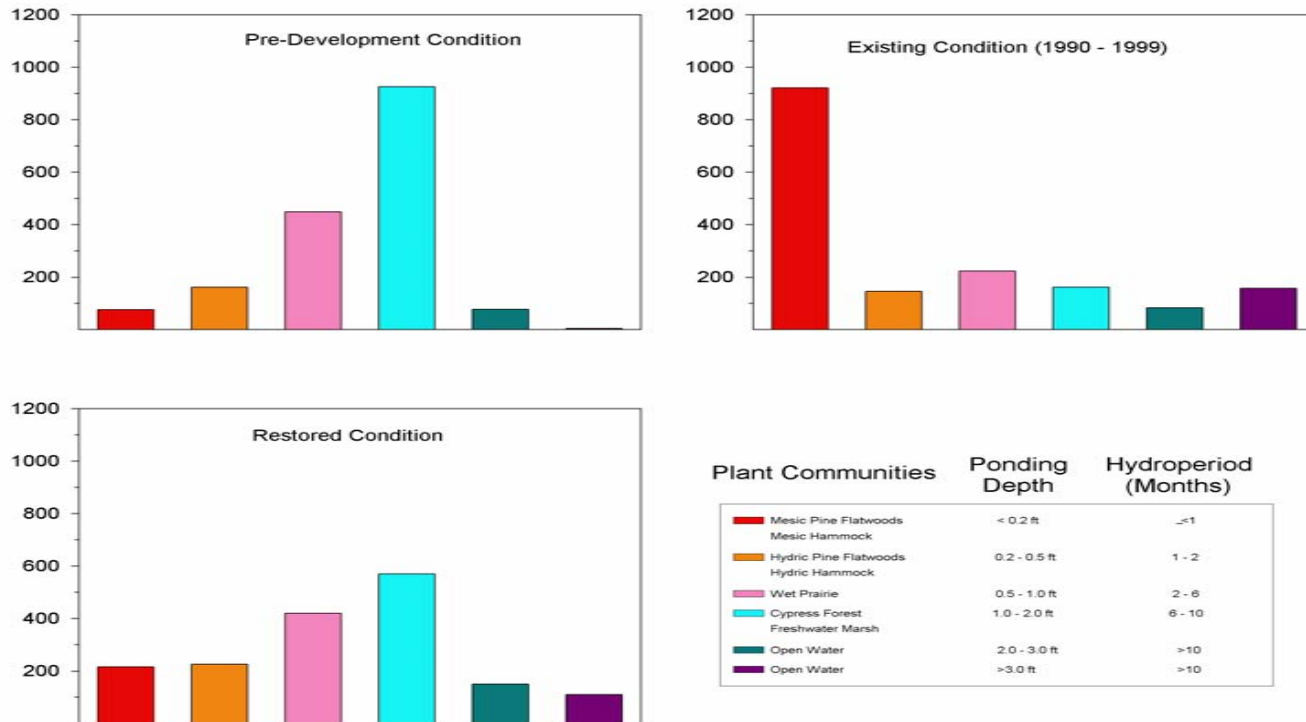 1200
1000
800
600
400
200
Pre-Development Condition
1200
1000
800
600
400
200
Existing Condition (1990 - 1999)
1200
1000
800
600
400
200
Restored Condition
Plant Communities Ponding Depth Hydroperiod (Months)
Mesic Pine Flatwoods < 0.2 ft _<1
Mesic Hammock
Hydric Pine Flatwoods 0.2 - 0.5 ft 1 - 2
Hydric Hammock
Wet Prairie 0.5 - 1.0 ft 2 - 6
Cypress Forest 1.0 - 2.0 ft 6 - 10
Freshwater Marsh
Open Water 2.0 - 3.0 ft >10
Open Water >3.0 ft >10